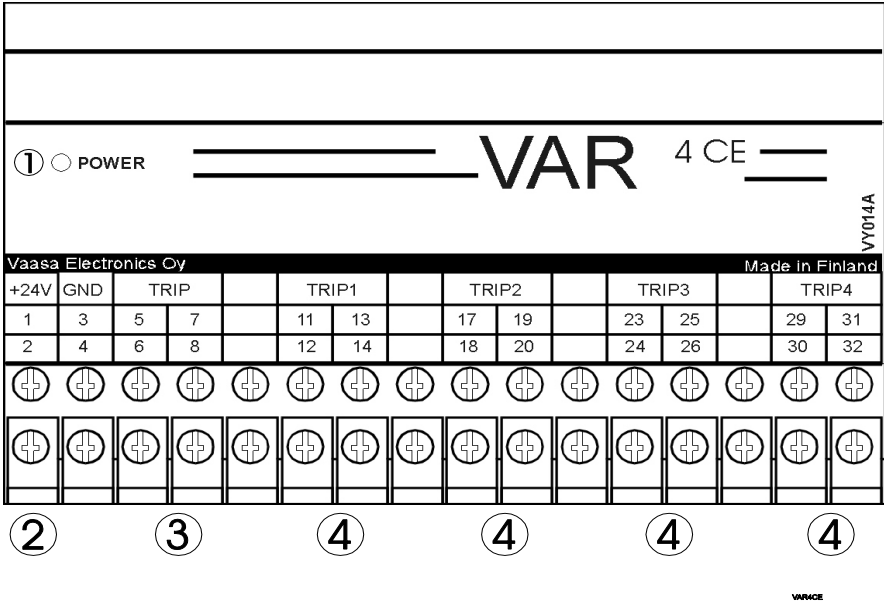 ① POWER VAR 4 CE
VY014A
Vaasa Electronics Oy Made in Finland
+24V GND TRIP TRIP1 TRIP2 TRIP3 TRIP4
1 3 5 7 11 13 17 19 23 25 29 31
2 4 6 8 12 14 18 20 24 26 30 32
② ③ ④ ④ ④ ④
VAR4CE